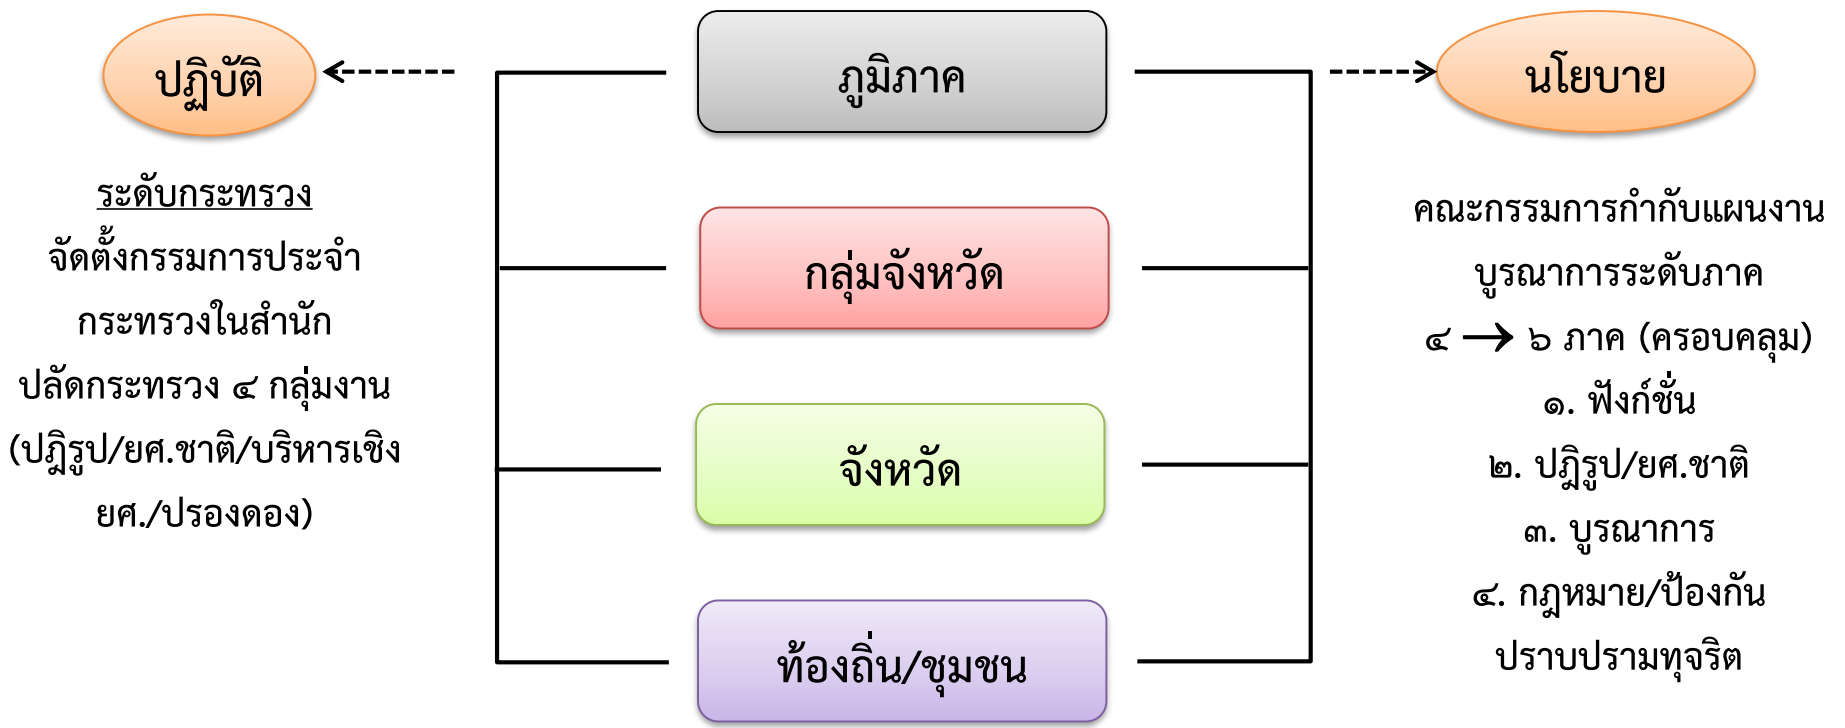 ปฏิบัติ
ระดับกระทรวง
จัดตั้งกรรมการประจำ
กระทรวงในสำนัก
ปลัดกระทรวง ๔ กลุ่มงาน
(ปฎิรูป/ยศ.ชาติ/บริหารเชิง
ยศ./ปรองดอง)
ภูมิภาค
กลุ่มจังหวัด
จังหวัด
ท้องถิ่น/ชุมชน
นโยบาย
คณะกรรมการกำกับแผนงาน
บูรณาการระดับภาค
๔ → ๖ ภาค (ครอบคลุม)
๑. ฟังก์ชั่น
๒. ปฎิรูป/ยศ.ชาติ
๓. บูรณาการ
๔. กฎหมาย/ป้องกัน
ปราบปรามทุจริต